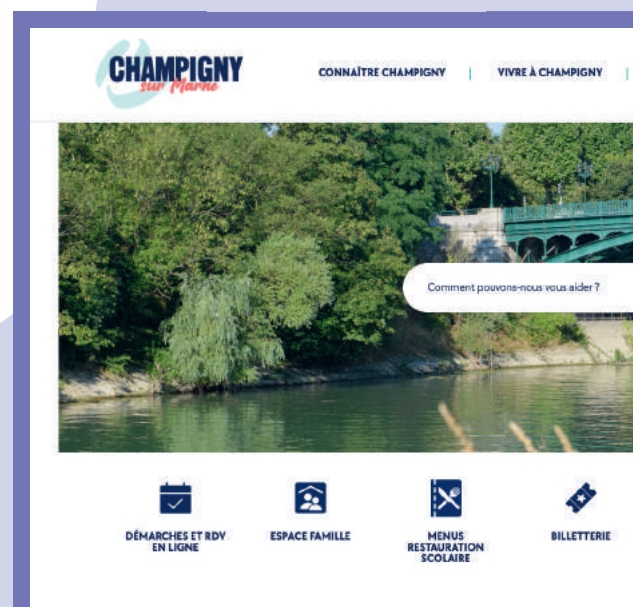 CHAMPIGNY
sur Marne
CONNAÎTRE CHAMPIGNY | VIVRE À CHAMPIGNY |
Comment pouvons-nous vous aider ?
DÉMARCHES ET RDV
EN LIGNE
ESPACE FAMILLE
MENUS
RESTAURATION
SCOLAIRE
BILLETTERIE